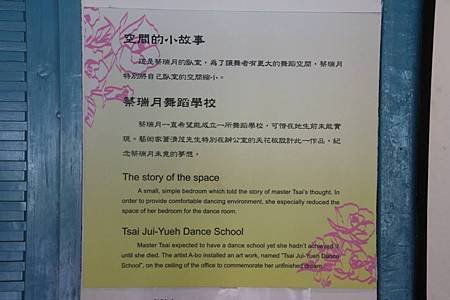 空間的小故事
這是蔡瑞月的臥室，為了讓舞者有更大的舞蹈空間，蔡瑞月
特別將自己臥室的空間縮小。
蔡瑞月舞蹈學校
蔡瑞月一直希望能成立一所舞蹈學校，可惜在她生前未能實
現。藝術家蕭清茂先生特別在辦公室的天花板設計此一作品，紀
念蔡瑞月未竟的夢想。
The story of the space
A small, simple bedroom which told the story of master Tsai's thought. In
order to provide comfortable dancing environment, she especially reduced the
space of her bedroom for the dance room.
Tsai Jui-Yueh Dance School
Master Tsai expected to have a dance school yet she hadn't achieved it
until she died. The artist A-bo installed an art work, named "Tsai Jui-Yueh Dance
School", on the ceiling of the office to commemorate her unfinished dream.